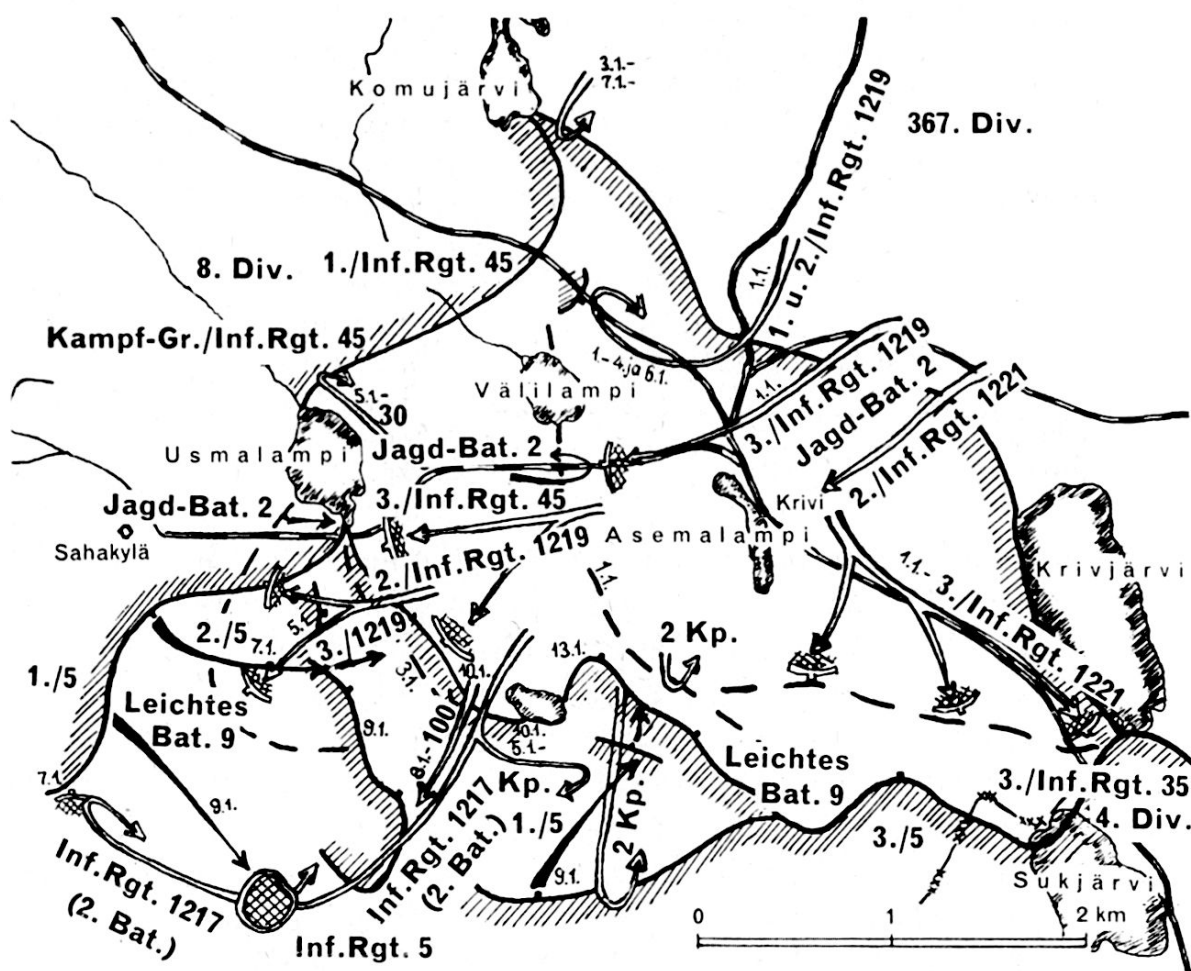 Komujärvi
3.1.-
7.1.-
367. Div.
1. u. 2./Inf.Rgt. 1219
1.1.
8. Div.
1./Inf.Rgt. 45
Kampf-Gr./Inf.Rgt. 45
1.-4. ja 6.1.
1.1.
3./Inf.Rgt. 1219
Jagd-Bat. 2
2./Inf.Rgt. 1221
Välilampi
5.1.-
30
Usmalampi
Jagd-Bat. 2
3./Inf.Rgt. 45
Jagd-Bat. 2
Sahakylä
Krivi
Asemalampi
Krivjärvi
2./Inf.Rgt. 1219
1.1.
1.1.-
3./Inf.Rgt. 1221
5.1.-
2./5
7.1.
3./1219
3.1.
10.1.
13.1.
2 Kp.
1./5
Leichtes
Bat. 9
9.1.
8.1.-100r
10.1.
5.1.-
Kp.
Leichtes
Bat. 9
3./Inf.Rgt. 35
4. Div.
7.1.
9.1.
1./5
2 Kp.
3./5
Inf.Rgt. 1217
(2. Bat.)
Inf.Rgt. 1217
(2. Bat.)
9.1.
Sukjärvi
Inf.Rgt. 5
0 1 2 km